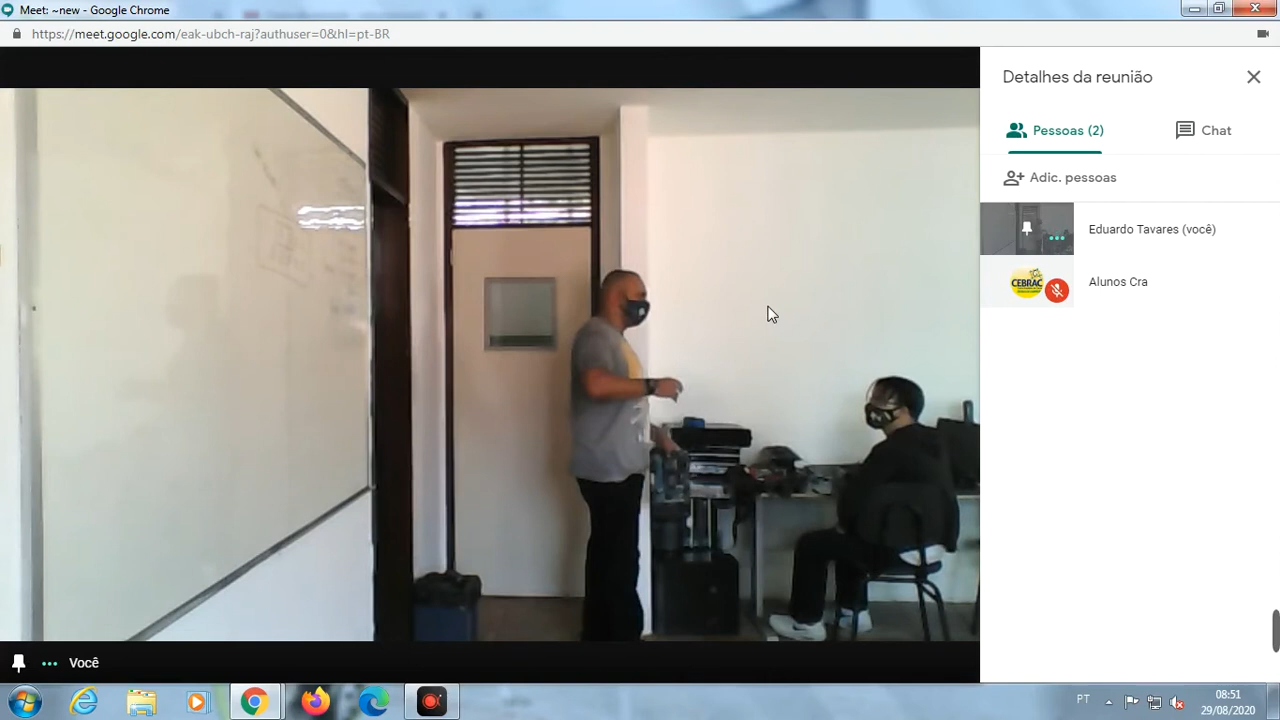 Meet: ~new - Google Chrome
https://meet.google.com/eak-ubch-raj?authuser=0&hl=pt-BR
Detalhes da reunião
Pessoas (2)
Chat
Adic. pessoas
Eduardo Tavares (você)
CEBRAC
Alunos Cra
Você
PT
08:51
29/08/2020